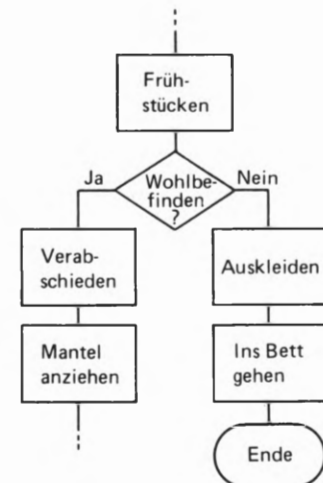 Früh-
stücken
Ja
Wohlbe-
finden
?
Nein
Verab-
schieden
Auskleiden
Mantel
anziehen
Ins Bett
gehen
Ende